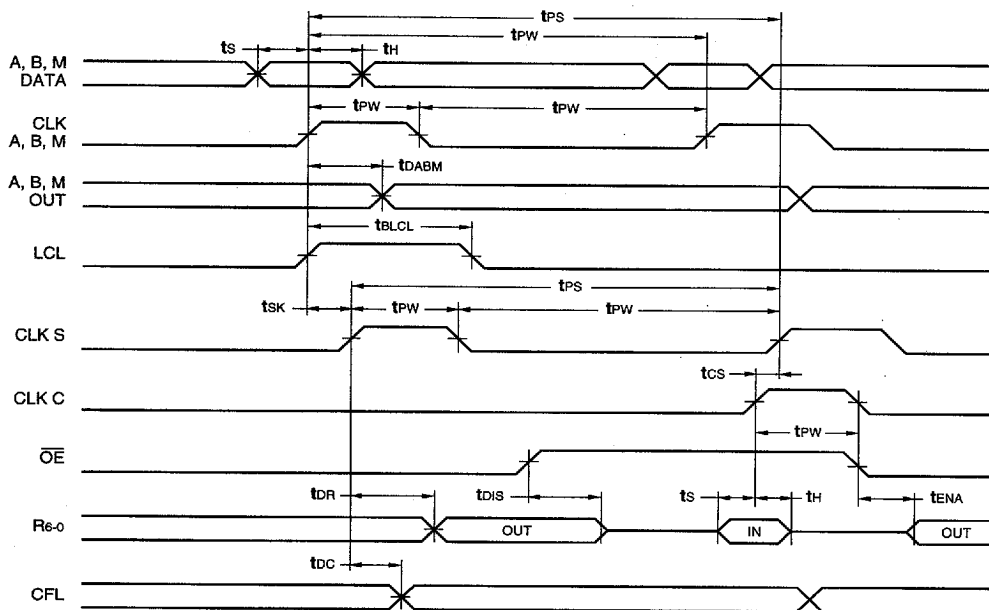 tPS
tPW
tS tH
A, B, M
DATA
tPW tPW
CLK
A, B, M
tDABM
A, B, M
OUT
tBLCL
LCL
tPS
tSK tPW tPW
CLK S
tCS
CLK C
tPW
OE
tDR tDIS tS tH tENA
R6-0 OUT IN OUT
tDC
CFL